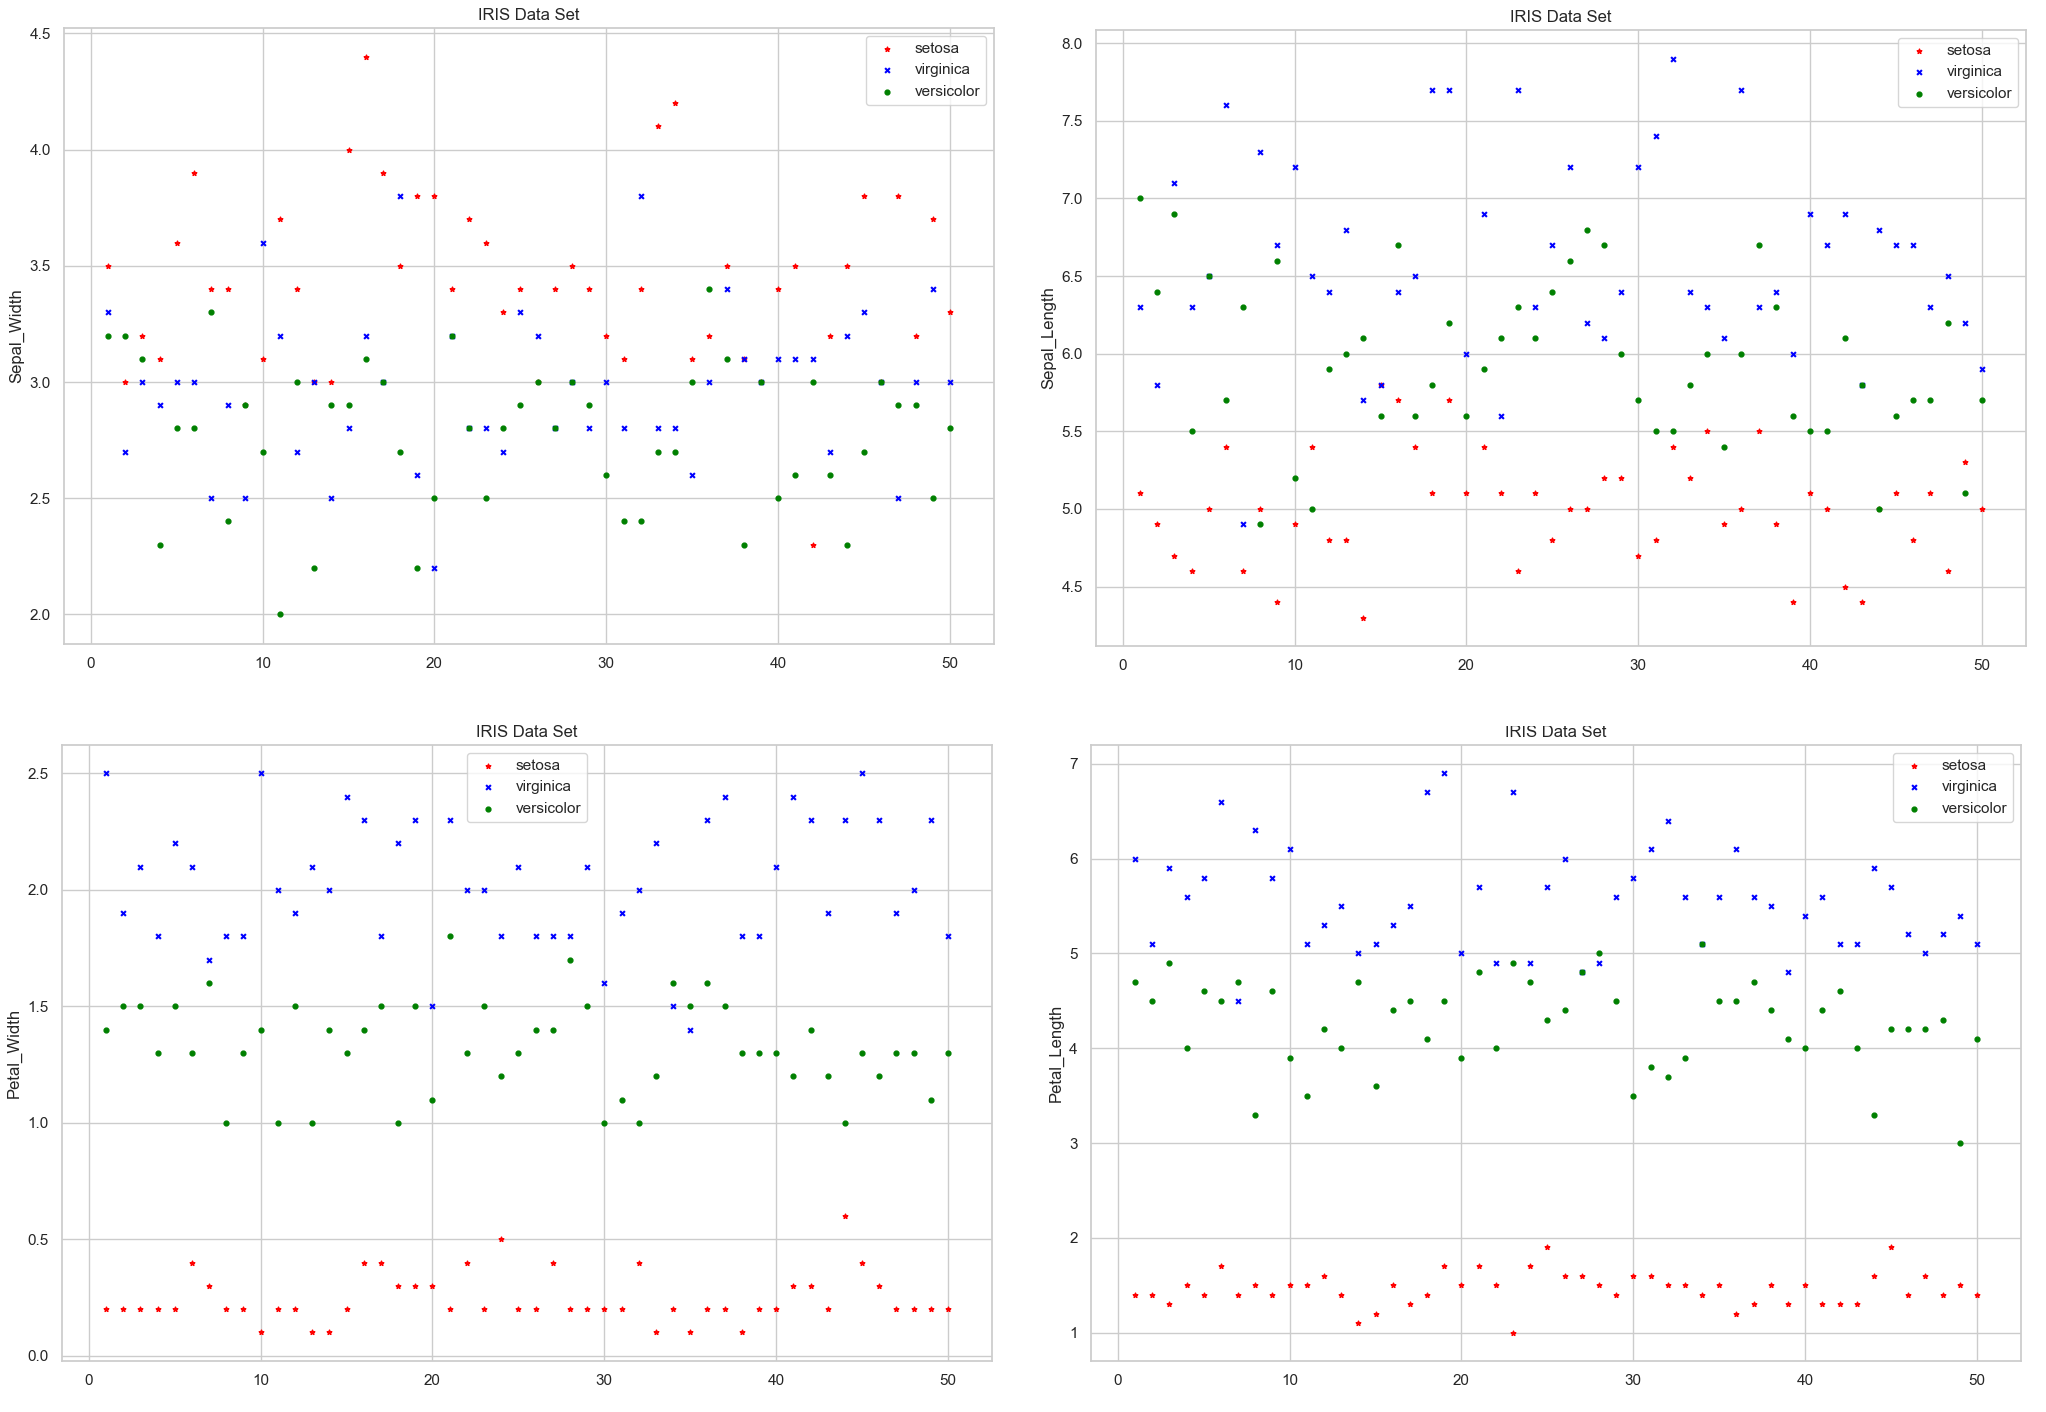 IRIS Data Set
setosa
virginica
versicolor
Sepal_Width
4.5
4.0
3.5
3.0
2.5
2.0
0 10 20 30 40 50
IRIS Data Set
setosa
virginica
versicolor
Sepal_Length
8.0
7.5
7.0
6.5
6.0
5.5
5.0
4.5
0 10 20 30 40 50
IRIS Data Set
setosa
virginica
versicolor
Petal_Width
2.5
2.0
1.5
1.0
0.5
0.0
0 10 20 30 40 50
IRIS Data Set
setosa
virginica
versicolor
Petal_Length
7
6
5
4
3
2
1
0 10 20 30 40 50